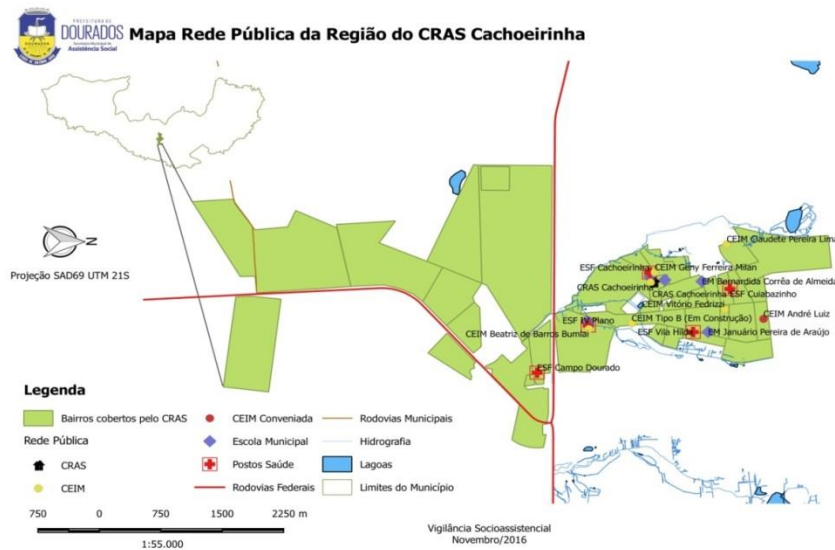 PREFEITURA DE
DOURADOS
Secretaria Municipal de
Assistência Social
DOURADOS
Mapa Rede Pública da Região do CRAS Cachoeirinha
N
Projeção SAD69 UTM 21S
CEIM Claudete Pereira Lima
ESF Cachoeirinha
CEIM Geny Ferreira Milan
CRAS Cachoeirinha
EM Bernardida Corrêa de Almeida
CRAS Cachoeirinha
ESF Cuiabazinho
CEIM Vitório Fedrizzi
ESF IV Plano
CEIM Tipo B (Em Construção)
CEIM André Luiz
CEIM Beatriz de Barros Bumlai
ESF Vila Hilda
EM Januário Pereira de Araújo
ESF Campo Dourado
Legenda
Bairros cobertos pelo CRAS
Rede Pública
CRAS
CEIM
CEIM Conveniada
Escola Municipal
Postos Saúde
Rodovias Federais
Rodovias Municipais
Hidrografia
Lagoas
Limites do Município
750 0 750 1500 2250 m
1:55.000
Vigilância Socioassistencial
Novembro/2016